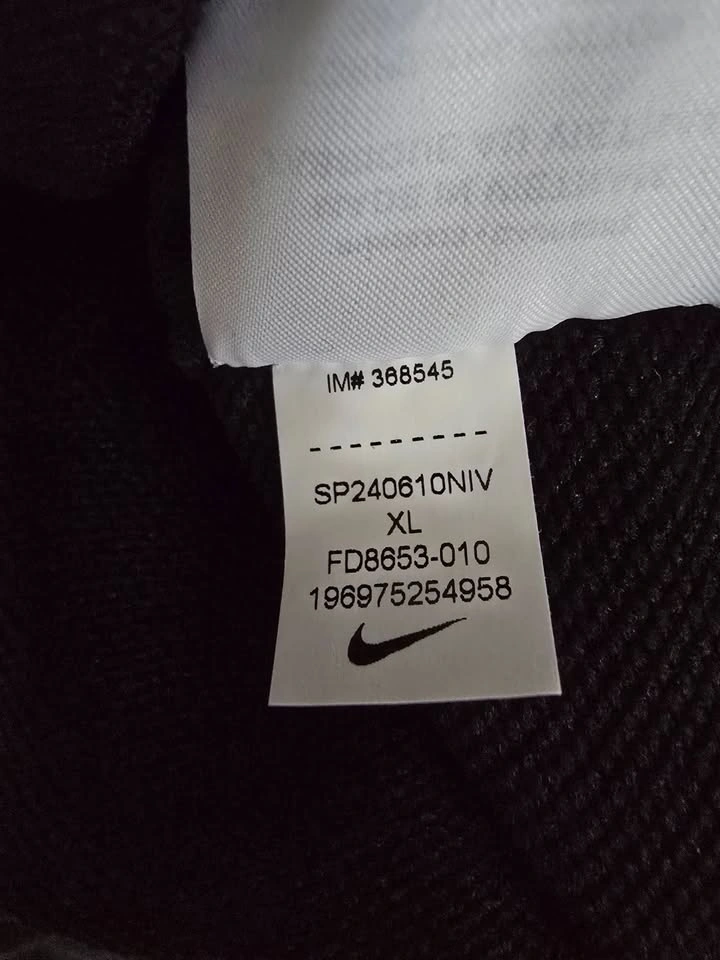 IM# 368545
---------
SP240610NIV
XL
FD8653-010
196975254958